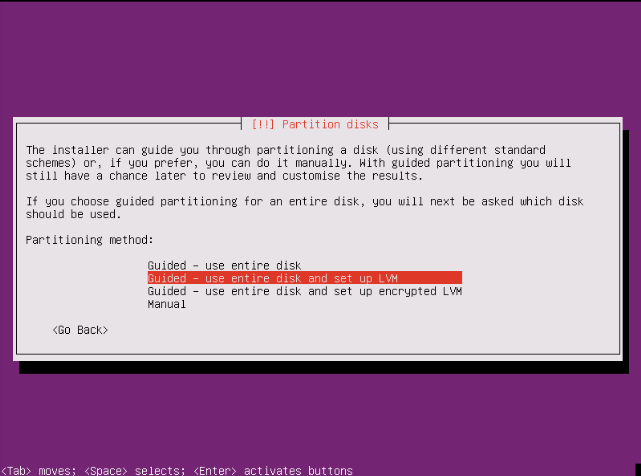 [!!] Partition disks
The installer can guide you through partitioning a disk (using different standard
schemes) or, if you prefer, you can do it manually. With guided partitioning you will
still have a chance later to review and customise the results.
If you choose guided partitioning for an entire disk, you will next be asked which disk
should be used.
Partitioning method:
Guided – use entire disk
Guided – use entire disk and set up LVM
Guided – use entire disk and set up encrypted LVM
Manual
<Go Back>
<Tab> moves; <Space> selects; <Enter> activates buttons